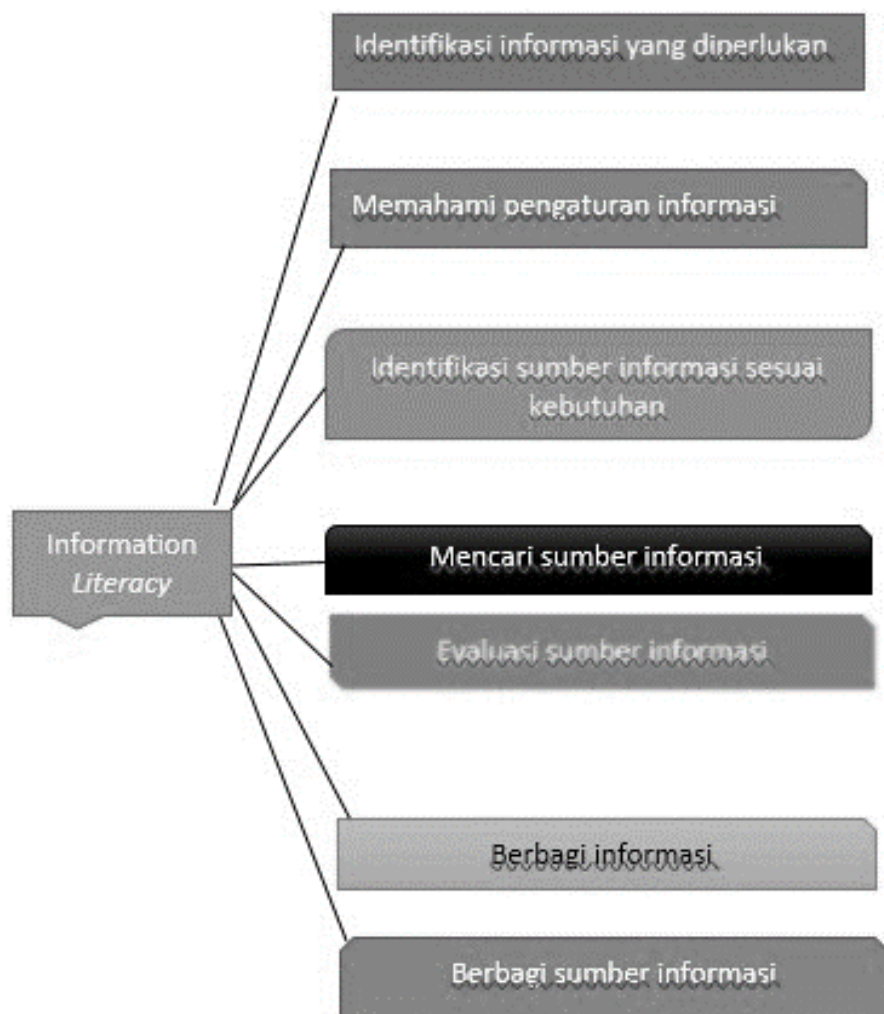 Identifikasi informasi yang diperlukan
Memahami pengaturan informasi
Identifikasi sumber informasi sesuai
kebutuhan
Information
Literacy
Mencari sumber informasi
Evaluasi sumber informasi
Berbagi informasi
Berbagi sumber informasi